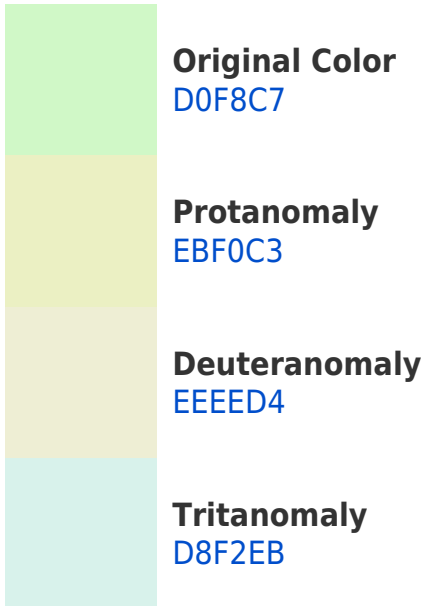 Original Color
D0F8C7
Protanomaly
EBF0C3
Deuteranomaly
EEEED4
Tritanomaly
D8F2EB